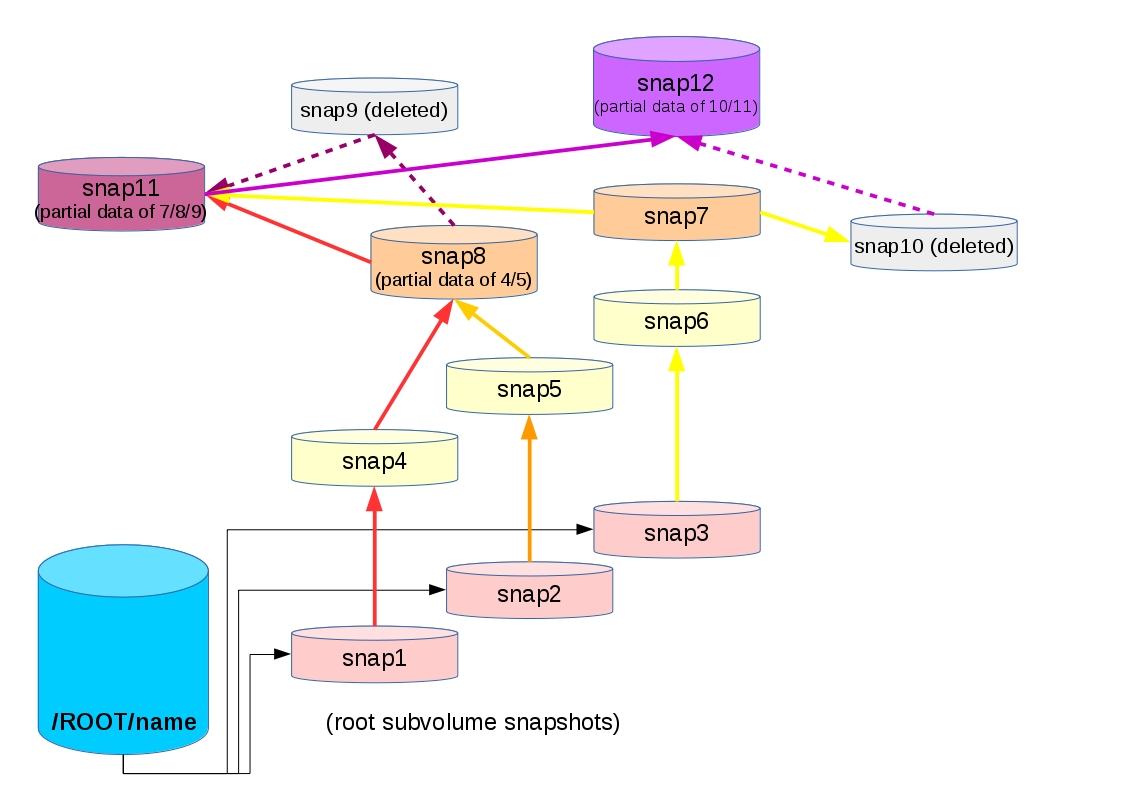 snap12
(partial data of 10/11)
snap9 (deleted)
snap11
(partial data of 7/8/9)
snap7
snap10 (deleted)
snap8
(partial data of 4/5)
snap6
snap5
snap4
snap3
snap2
snap1
/ROOT/name
(root subvolume snapshots)